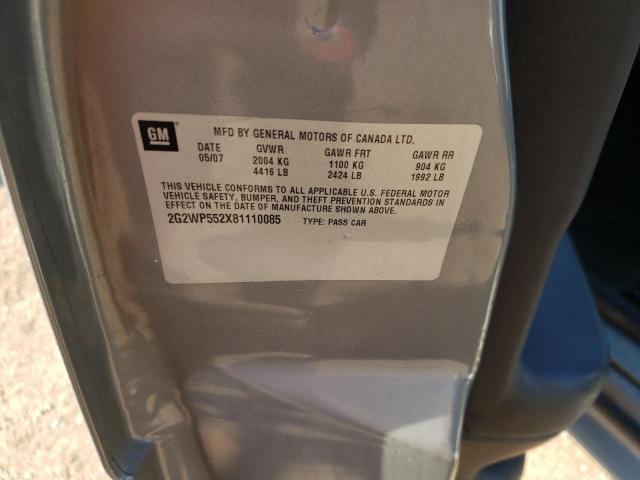 GM
MFD BY GENERAL MOTORS OF CANADA LTD.
DATE GVWR GAWR FRT GAWR RR
05/07 2004 KG 1100 KG 904 KG
4416 LB 2424 LB 1992 LB
THIS VEHICLE CONFORMS TO ALL APPLICABLE U.S. FEDERAL MOTOR
VEHICLE SAFETY, BUMPER, AND THEFT PREVENTION STANDARDS IN
EFFECT ON THE DATE OF MANUFACTURE SHOWN ABOVE.
2G2WP552X81110085 TYPE: PASS CAR